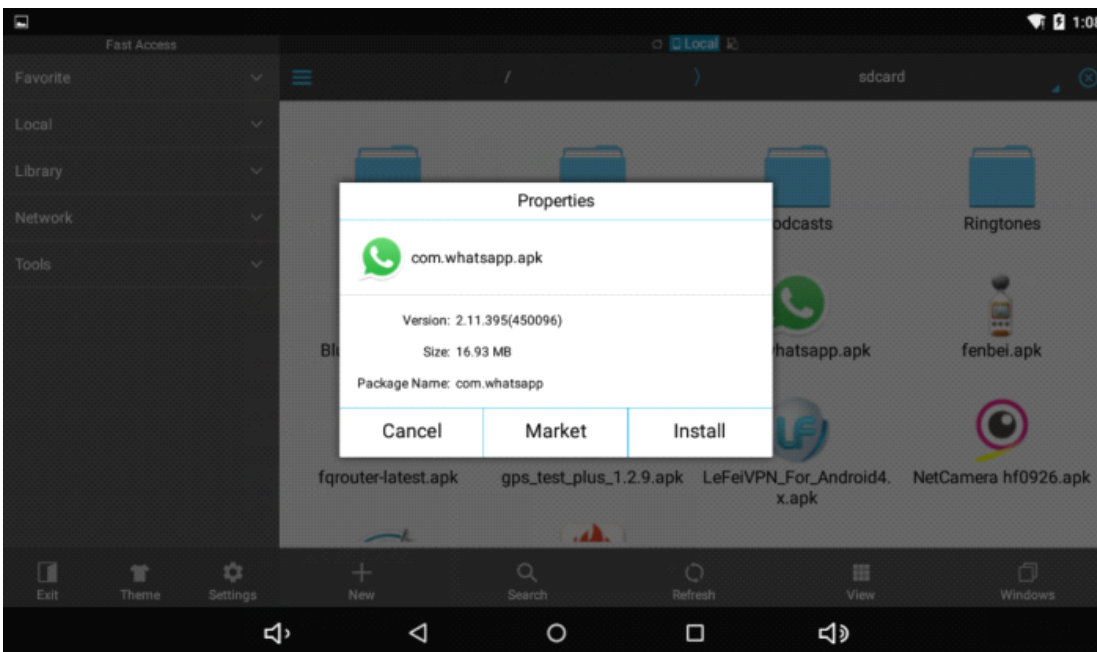 1:08
Fast Access
Local
Favorite
/
sdcard
Local
Library
Network
Tools
Properties
com.whatsapp.apk
Version: 2.11.395(450096)
Size: 16.93 MB
Package Name: com.whatsapp
Cancel
Market
Install
odcasts
Ringtones
Blu
hatsapp.apk
fenbei.apk
fqrouter-latest.apk
gps_test_plus_1.2.9.apk
LeFeiVPN_For_Android4.
x.apk
NetCamera hf0926.apk
Exit
Theme
Settings
New
Search
Refresh
View
Windows